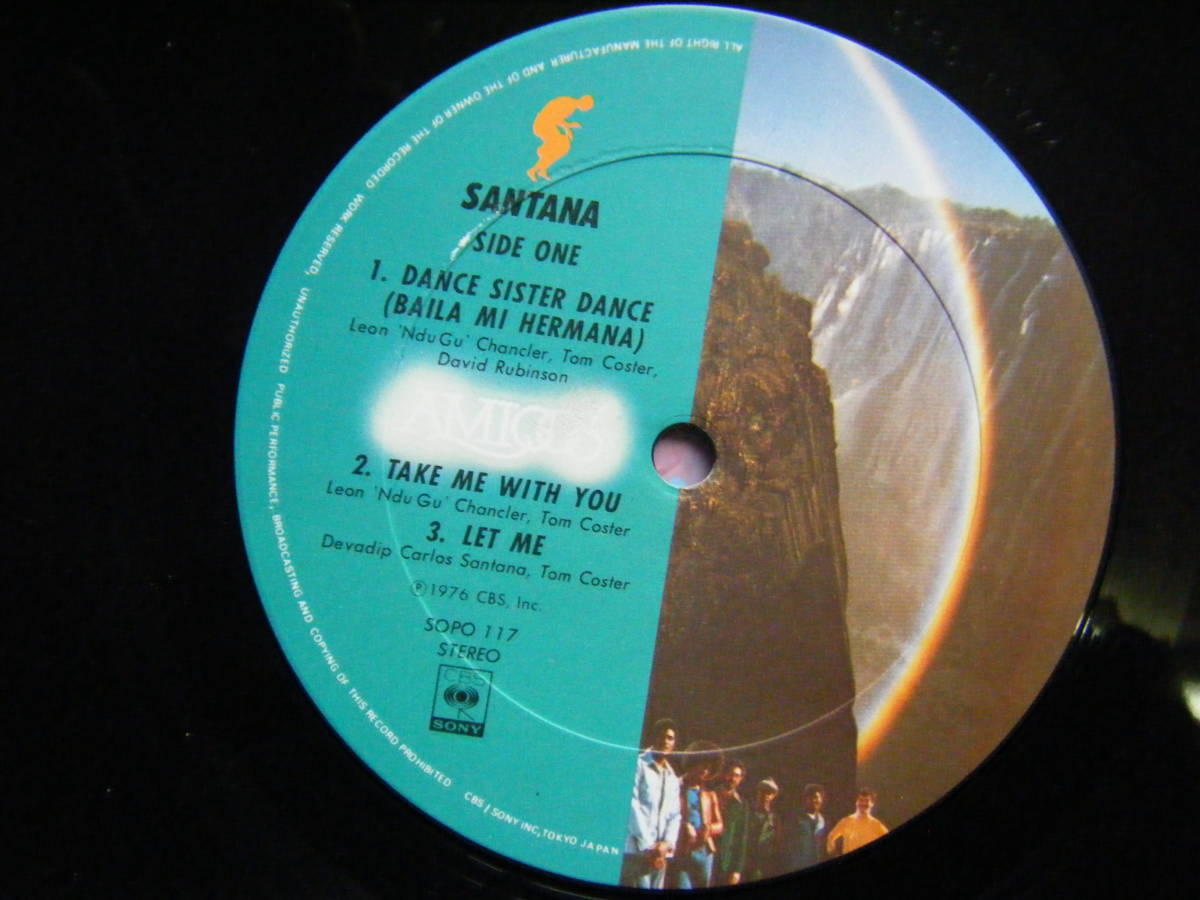 SANTANA
SIDE ONE
1. DANCE SISTER DANCE
(BAILA MI HERMANA)
Leon 'Ndu Gu' Chancler, Tom Coster,
David Rubinson
AMIGOS
2. TAKE ME WITH YOU
Leon 'Ndu Gu' Chancler, Tom Coster
3. LET ME
Devadip Carlos Santana, Tom Coster
℗1976 CBS, Inc.
SOPO 117
STEREO
CBS
SONY
ALL RIGHT OF THE MANUFACTURER AND OF THE OWNER OF THE RECORDED WORK RESERVED, UNAUTHORIZED PUBLIC PERFORMANCE, BROADCASTING AND COPYING OF THIS RECORD PROHIBITED CBS / SONY INC, TOKYO JAPAN